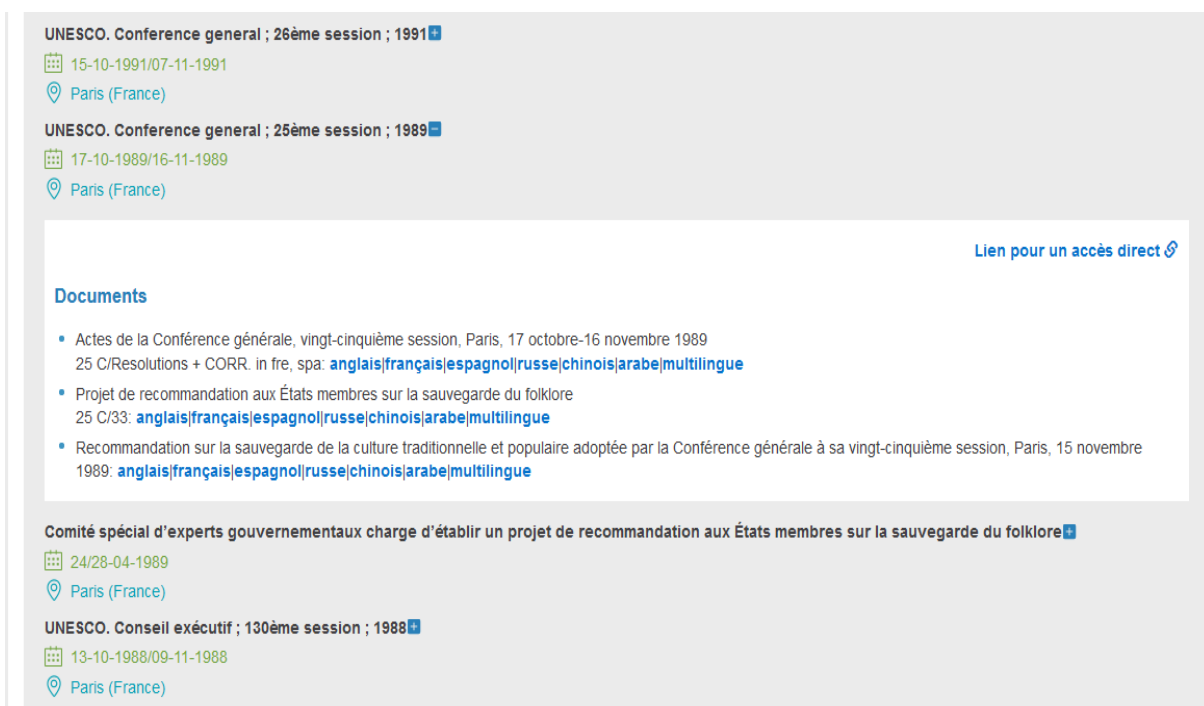 UNESCO. Conference general ; 26ème session ; 1991
15-10-1991/07-11-1991
Paris (France)
UNESCO. Conference general ; 25ème session ; 1989
17-10-1989/16-11-1989
Paris (France)
Lien pour un accès direct
Documents
Actes de la Conférence générale, vingt-cinquième session, Paris, 17 octobre-16 novembre 1989
25 C/Resolutions + CORR. in fre, spa: anglais|français|espagnol|russe|chinois|arabe|multilingue
Projet de recommandation aux États membres sur la sauvegarde du folklore
25 C/33: anglais|français|espagnol|russe|chinois|arabe|multilingue
Recommandation sur la sauvegarde de la culture traditionnelle et populaire adoptée par la Conférence générale à sa vingt-cinquième session, Paris, 15 novembre
1989: anglais|français|espagnol|russe|chinois|arabe|multilingue
Comité spécial d'experts gouvernementaux charge d'établir un projet de recommandation aux États membres sur la sauvegarde du folklore
24/28-04-1989
Paris (France)
UNESCO. Conseil exécutif ; 130ème session ; 1988
13-10-1988/09-11-1988
Paris (France)